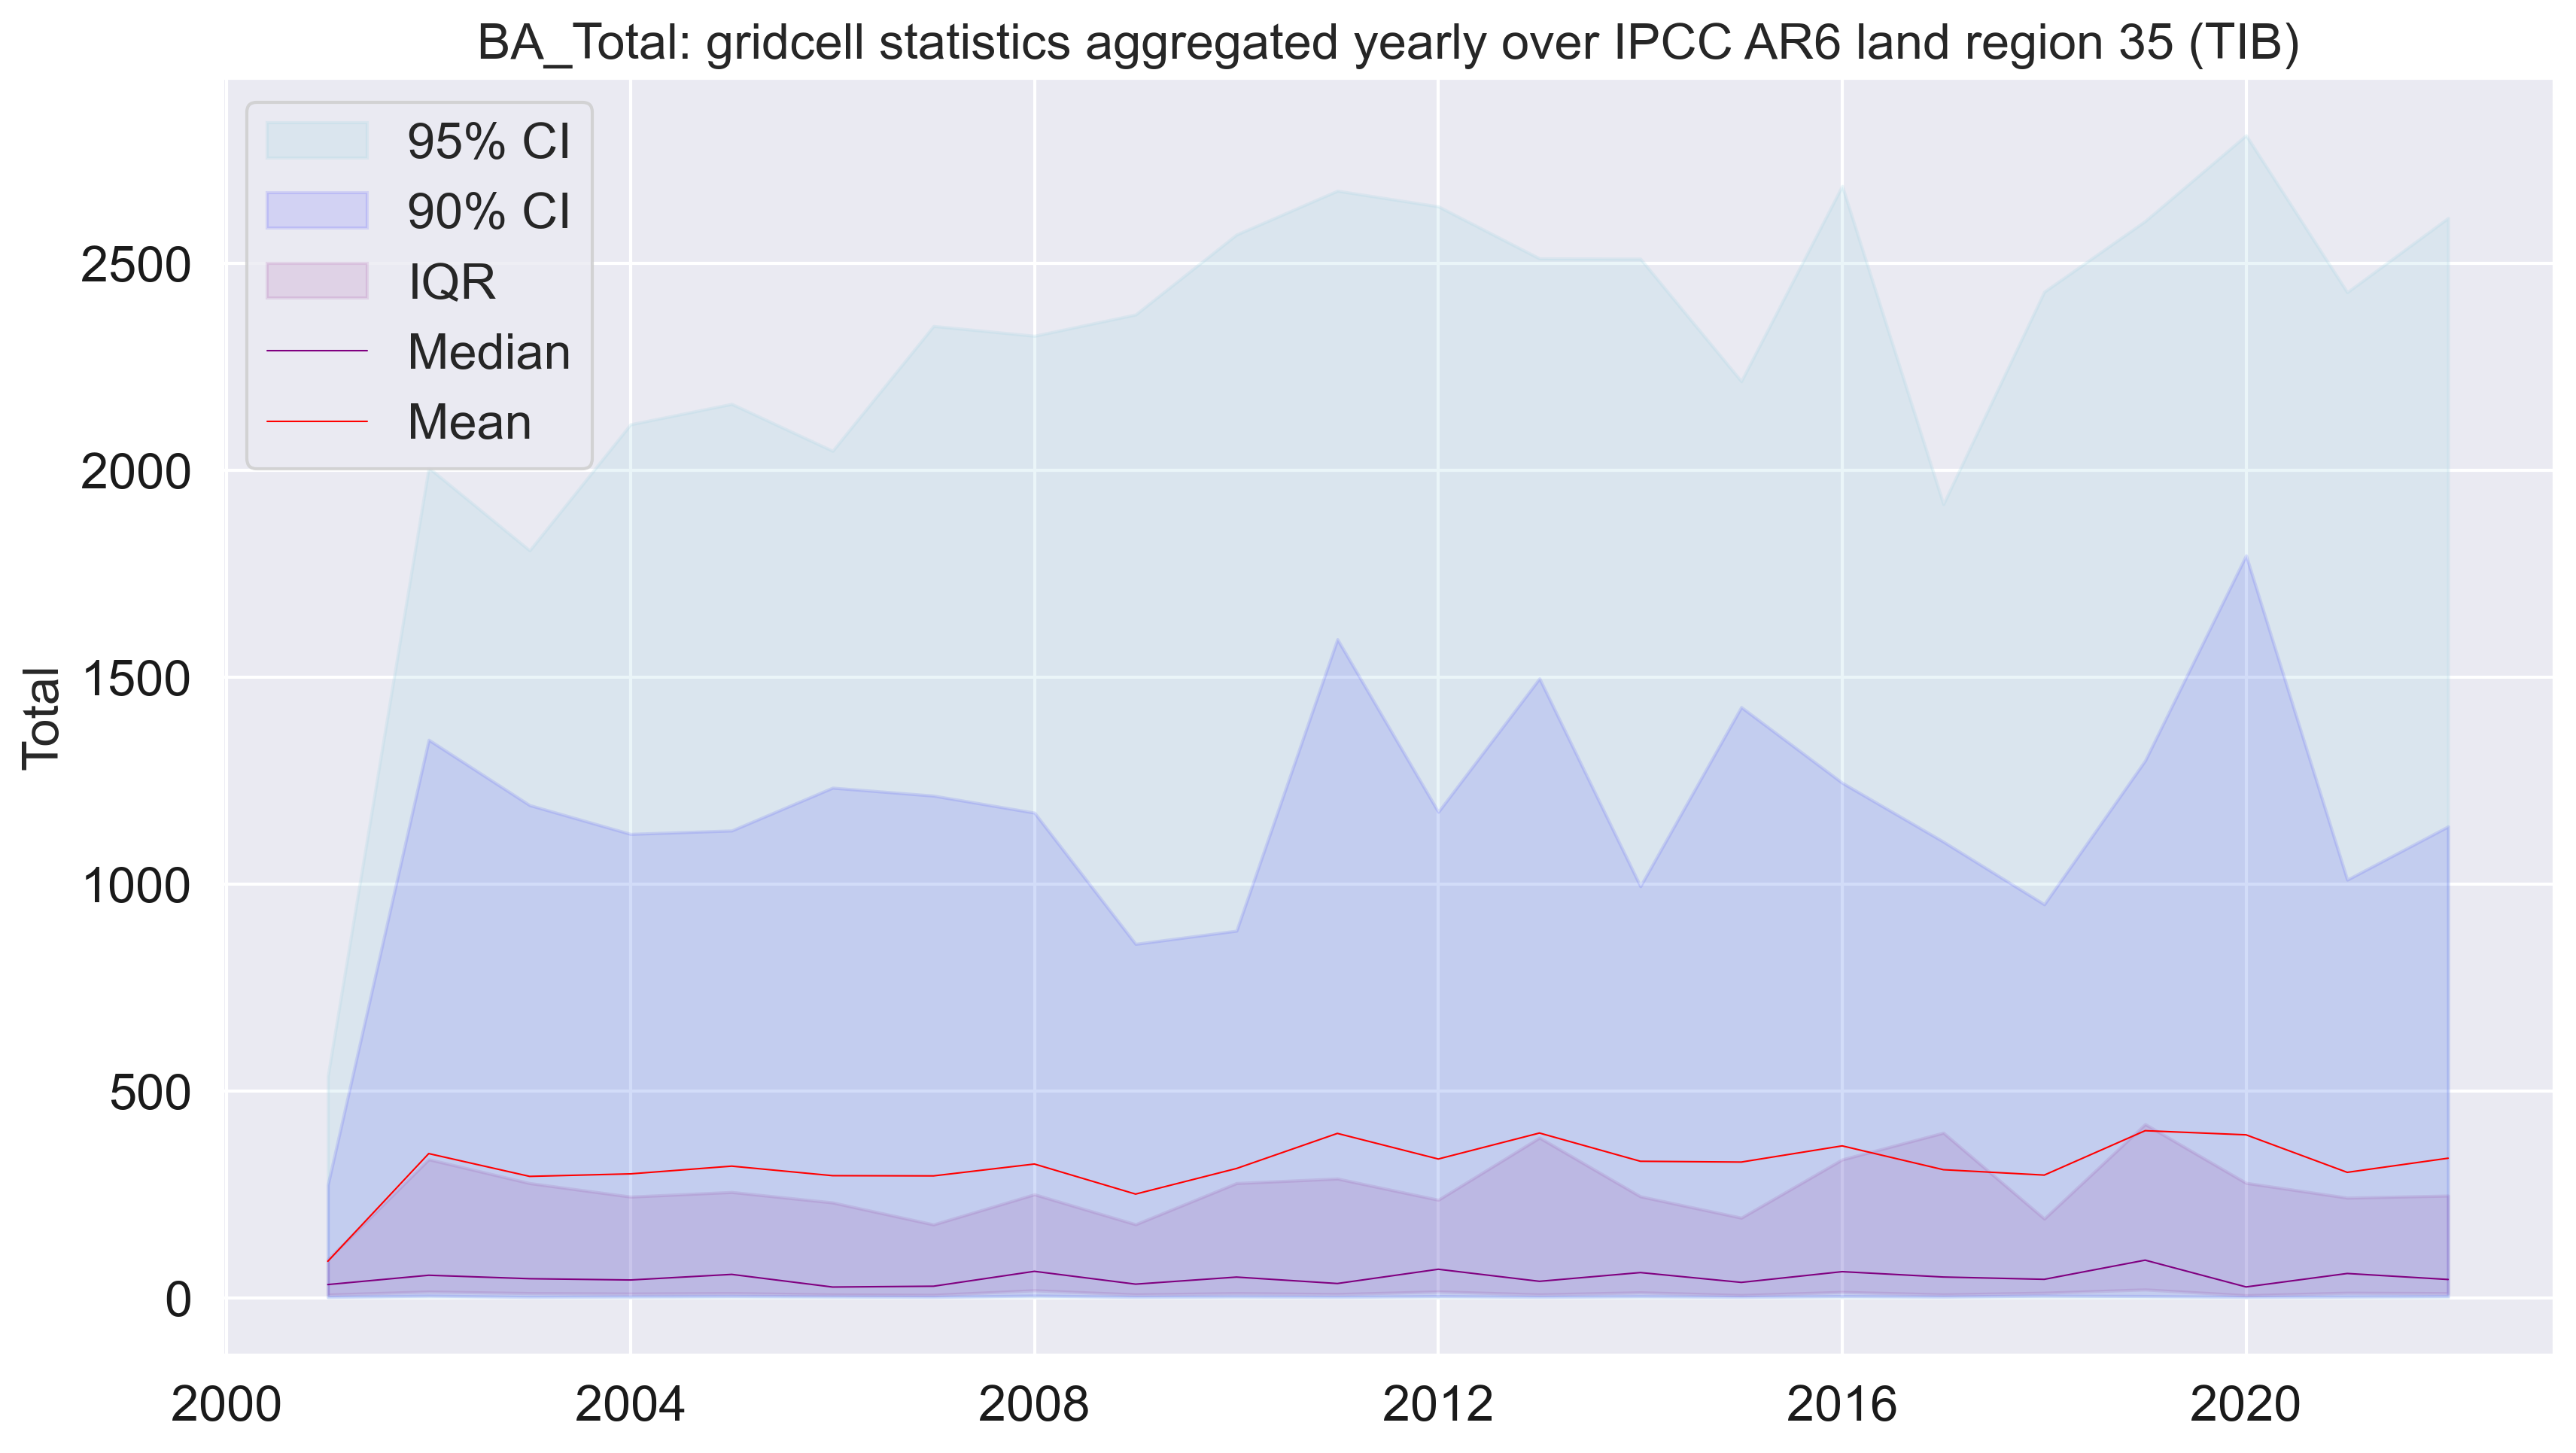 BA_Total: gridcell statistics aggregated yearly over IPCC AR6 land region 35 (TIB)
95% CI
90% CI
IQR
Median
Mean
Total
2500
2000
1500
1000
500
0
2000
2004
2008
2012
2016
2020